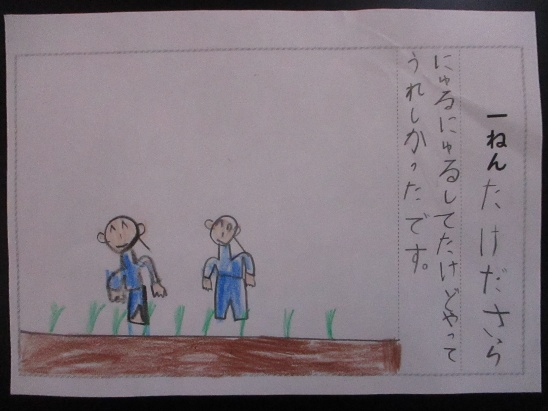 一ねん たけださら
にゅるにゅるしてたけどやって
うれしかったです。